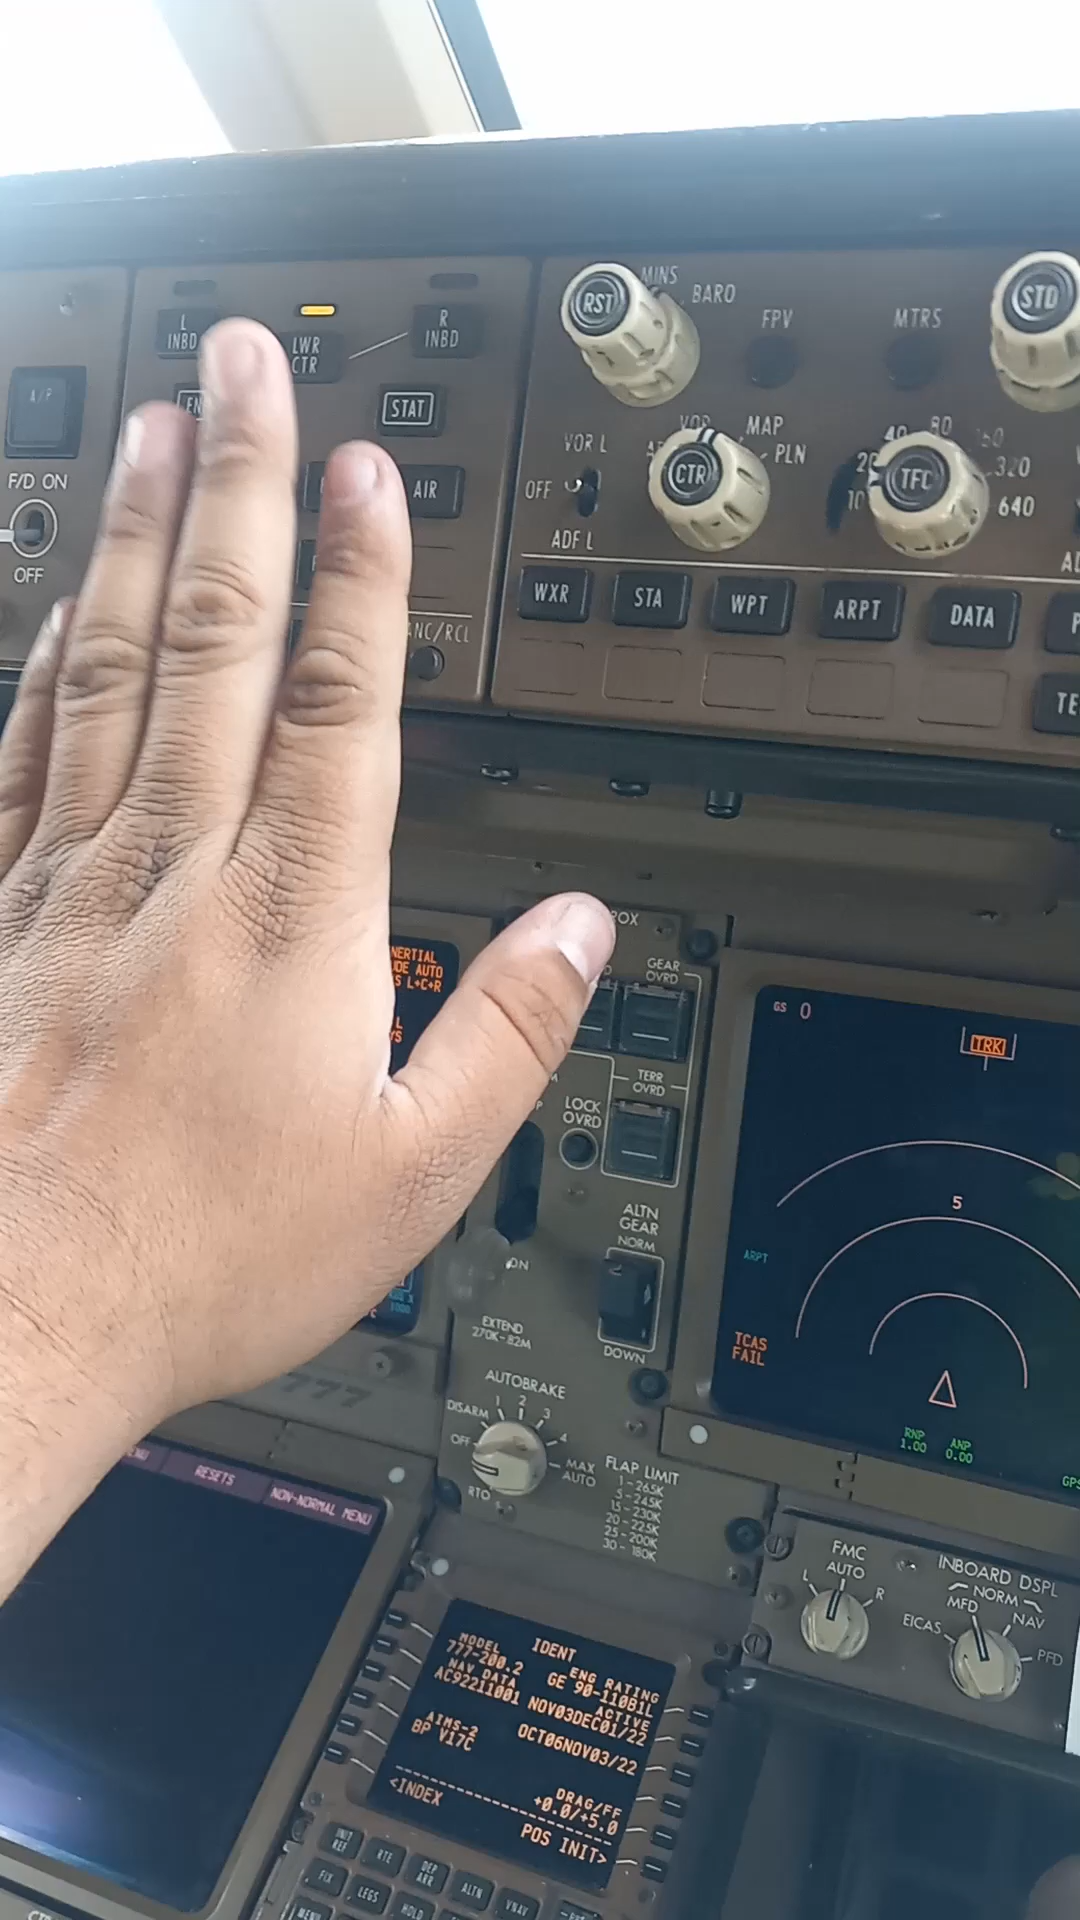 MINS
BARO
RST
STD
FPV
MTRS
L
INBD
LWR
CTR
R
INBD
A/P
STAT
VOR
MAP
PLN
CTR
40
80
320
640
TFC
VOR L
OFF
ADF L
AIR
F/D ON
OFF
WXR
STA
WPT
ARPT
DATA
GEAR
OVRD
TERR
OVRD
LOCK
OVRD
ALTN
GEAR
NORM
DOWN
GS 0
TRK
5
ARPT
TCAS
FAIL
RNP
1.00
ANP
0.00
L+C+R
DN
EXTEND
270K-.82M
777
AUTOBRAKE
DISARM
1
2
3
4
OFF
MAX
AUTO
RTO
FLAP LIMIT
1-265K
5-245K
15-230K
20-225K
25-200K
30-180K
RESETS
NON-NORMAL MENU
FMC
AUTO
L
R
INBOARD DSPL
NORM
MFD
NAV
EICAS
PFD
IDENT
MODEL
777-200.2
ENG RATING
GE 90-110B1L
NAV DATA
ACTIVE
AC92211001
NOV03DEC01/22
OCT06NOV03/22
AIMS-2
BP V17C
DRAG/FF
+0.0/+5.0
<INDEX
POS INIT>
INIT
REF
RTE
DEP
ARR
ALTN
VNAV
FIX
LEGS
HOLD
MENU